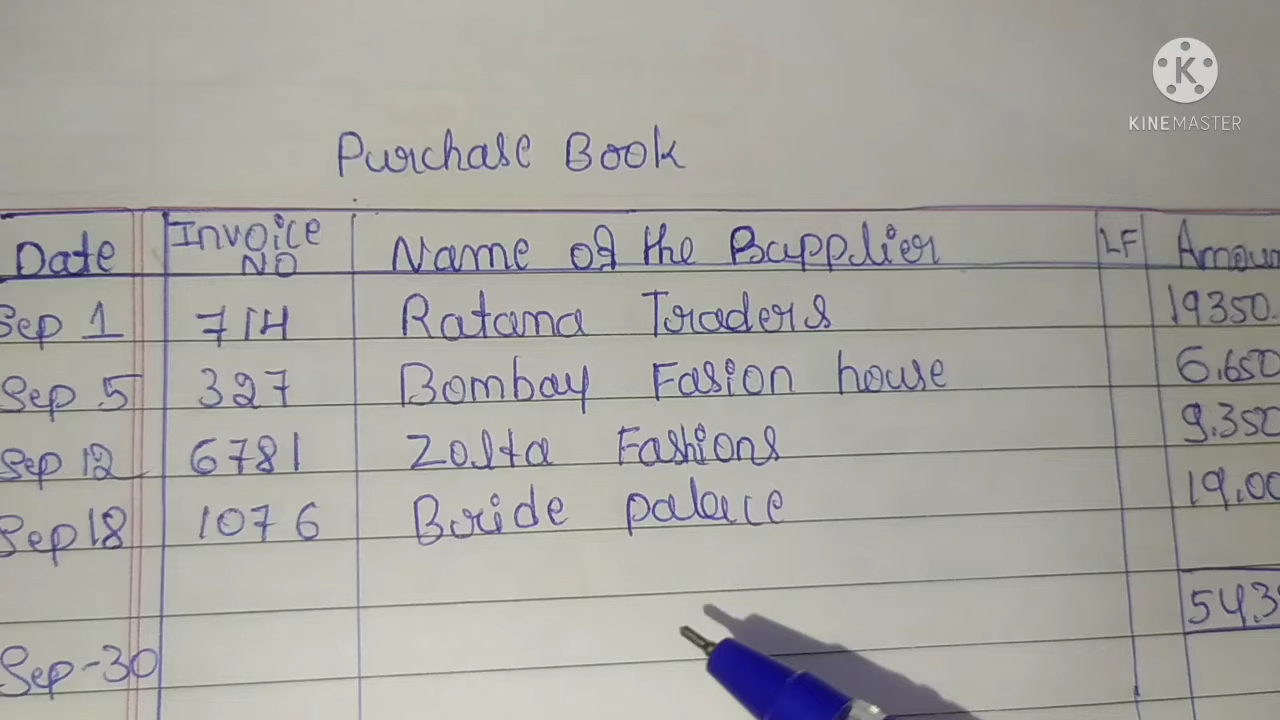 KINEMASTER
Purchase Book
Date Invoice NO Name of the Bupplier LF Amoun
Sep 1 714 Ratana Traders 19350.
Sep 5 327 Bombay Fasion house 6.650
Sep 12 6781 Zolta Fashions 9.350
Sep 18 1076 Bride palace 19.00
54.3
Sep-30